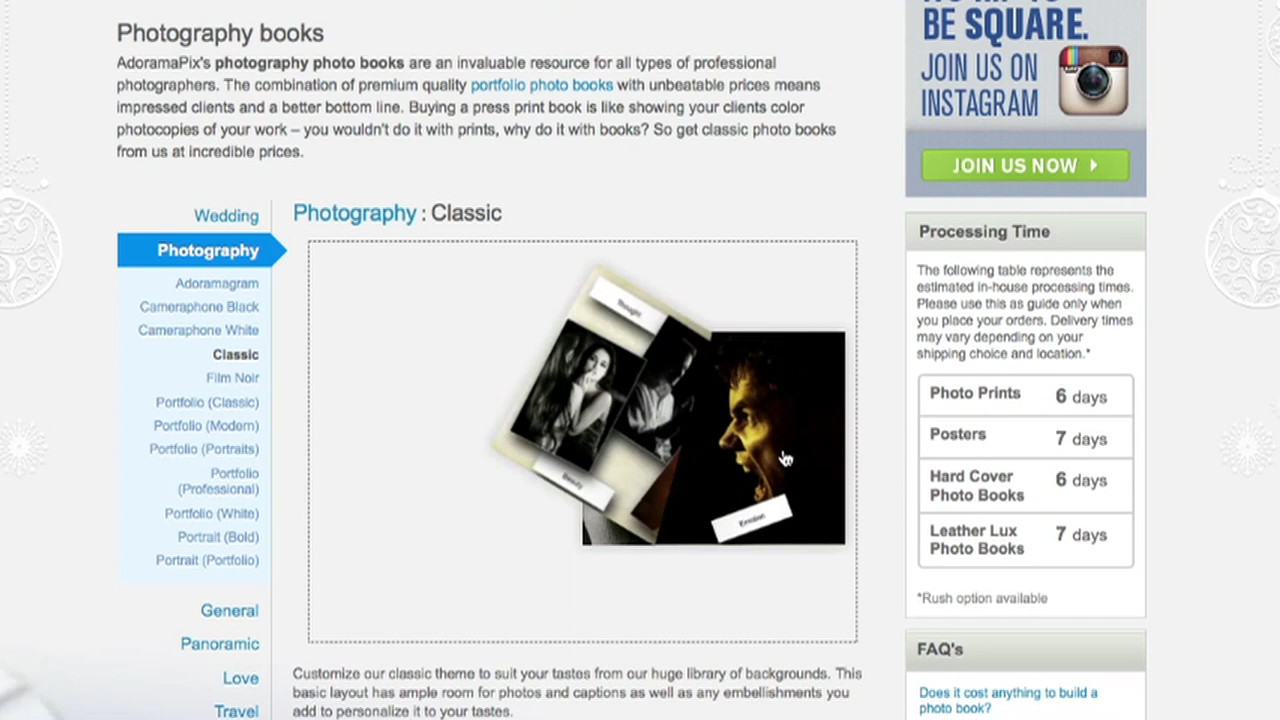 Photography books
AdoramaPix's photography photo books are an invaluable resource for all types of professional
photographers. The combination of premium quality portfolio photo books with unbeatable prices means
impressed clients and a better bottom line. Buying a press print book is like showing your clients color
photocopies of your work – you wouldn't do it with prints, why do it with books? So get classic photo books
from us at incredible prices.
Wedding
Photography
Adoramagram
Cameraphone Black
Cameraphone White
Classic
Film Noir
Portfolio (Classic)
Portfolio (Modern)
Portfolio (Portraits)
Portfolio
(Professional)
Portfolio (White)
Portrait (Bold)
Portrait (Portfolio)
General
Panoramic
Love
Travel
Photography : Classic
Thought
Beauty
Emotion
Customize our classic theme to suit your tastes from our huge library of backgrounds. This
basic layout has ample room for photos and captions as well as any embellishments you
add to personalize it to your tastes.
BE SQUARE.
JOIN US ON
INSTAGRAM
JOIN US NOW
Processing Time
The following table represents the
estimated in-house processing times.
Please use this as guide only when
you place your orders. Delivery times
may vary depending on your
shipping choice and location.*
Photo Prints 6 days
Posters 7 days
Hard Cover
Photo Books 6 days
Leather Lux
Photo Books 7 days
*Rush option available
FAQ's
Does it cost anything to build a
photo book?